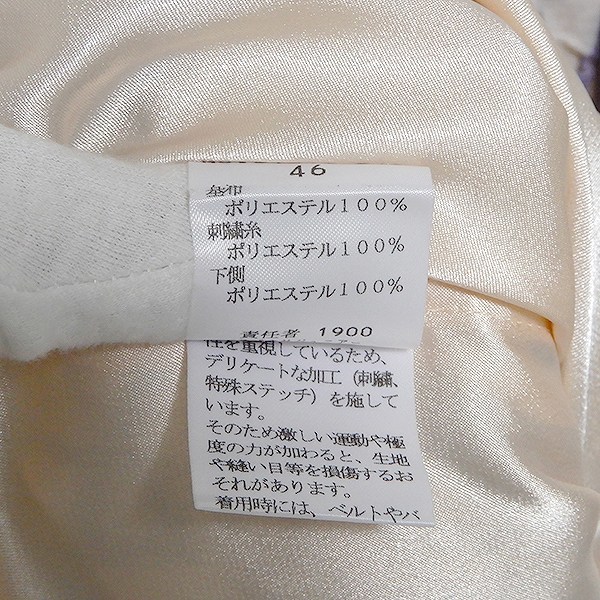 46
基布
ポリエステル100%
刺繍糸
ポリエステル100%
下側
ポリエステル100%
責任者 1900
性を重視しているため、
デリケートな加工(刺繍、
特殊ステッチ)を施して
います。
そのため激しい運動や極
度の力が加わると、生地
や縫い目等を損傷するお
それがあります。
着用時には、ベルトやバ